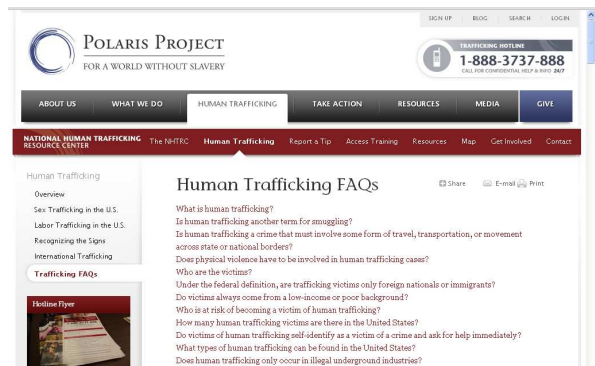 SIGN UP BLOG SEARCH LOGIN
POLARIS PROJECT
FOR A WORLD WITHOUT SLAVERY
TRAFFICKING HOTLINE
1-888-3737-888
CALL FOR CONFIDENTIAL HELP & INFO 24/7
ABOUT US WHAT WE DO HUMAN TRAFFICKING TAKE ACTION RESOURCES MEDIA GIVE
NATIONAL HUMAN TRAFFICKING
RESOURCE CENTER
The NHTRC Human Trafficking Report a Tip Access Training Resources Map Get Involved Contact
Human Trafficking
Overview
Sex Trafficking in the U.S.
Labor Trafficking in the U.S.
Recognizing the Signs
International Trafficking
Trafficking FAQs
Hotline Flyer
Human Trafficking FAQs
Share E-mail Print
What is human trafficking?
Is human trafficking another term for smuggling?
Is human trafficking a crime that must involve some form of travel, transportation, or movement
across state or national borders?
Does physical violence have to be involved in human trafficking cases?
Who are the victims?
Under the federal definition, are trafficking victims only foreign nationals or immigrants?
Do victims always come from a low-income or poor background?
Who is at risk of becoming a victim of human trafficking?
How many human trafficking victims are there in the United States?
Do victims of human trafficking self-identify as a victim of a crime and ask for help immediately?
What types of human trafficking can be found in the United States?
Does human trafficking only occur in illegal underground industries?